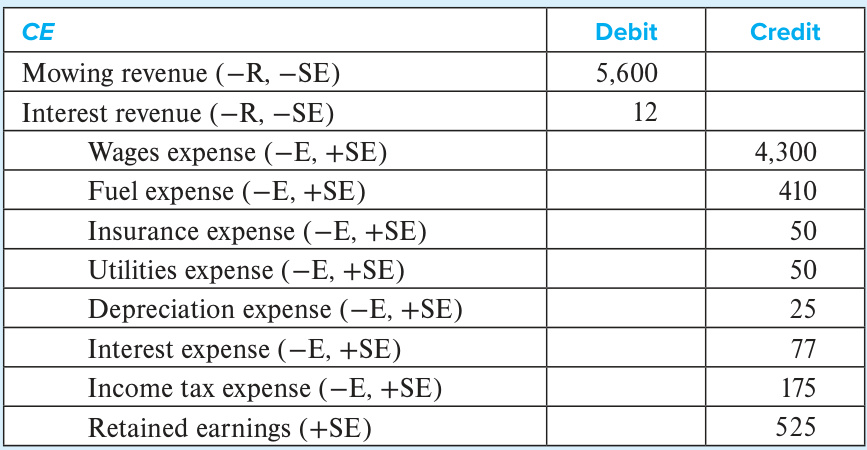 CE Debit Credit
Mowing revenue (−R, −SE) 5,600
Interest revenue (−R, −SE) 12
Wages expense (−E, +SE) 4,300
Fuel expense (−E, +SE) 410
Insurance expense (−E, +SE) 50
Utilities expense (−E, +SE) 50
Depreciation expense (−E, +SE) 25
Interest expense (−E, +SE) 77
Income tax expense (−E, +SE) 175
Retained earnings (+SE) 525